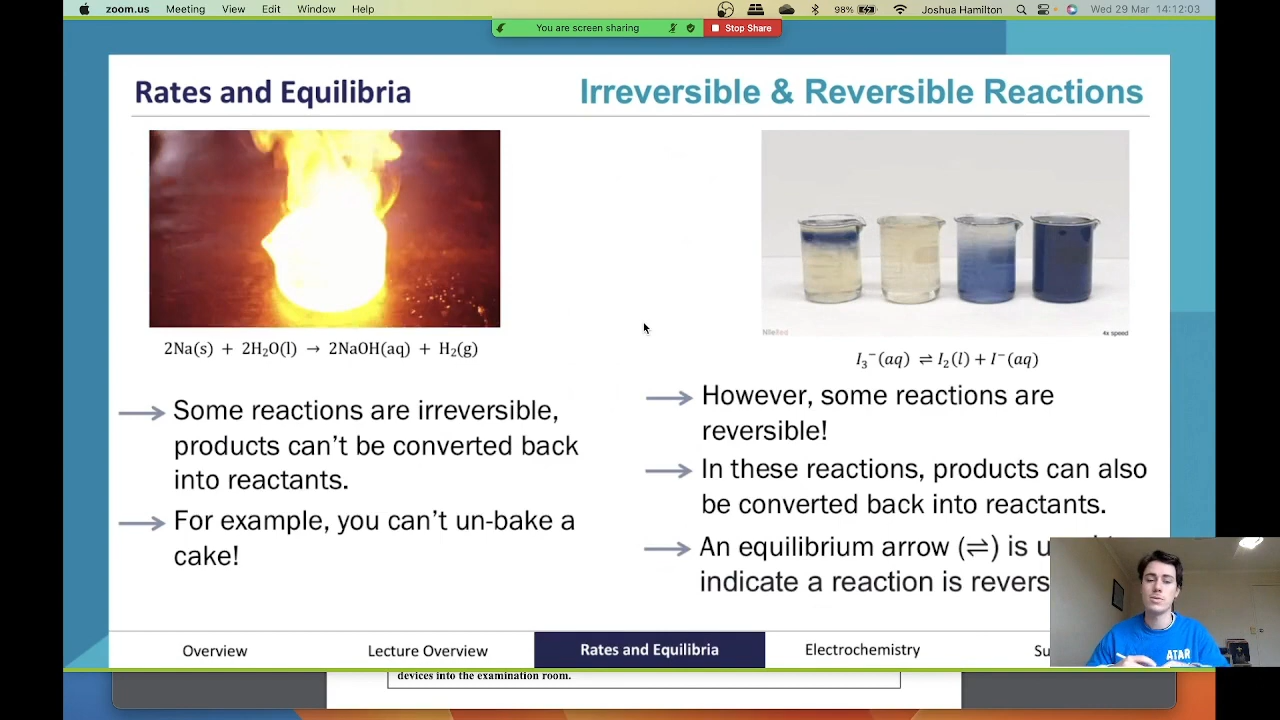 zoom.us Meeting View Edit Window Help 98% Joshua Hamilton Wed 29 Mar 14:12:03
You are screen sharing Stop Share
Rates and Equilibria
Irreversible & Reversible Reactions
NileRed 4x speed
2Na(s) + 2H₂O(l) → 2NaOH(aq) + H₂(g)
I₃⁻(aq) ⇌ I₂(l) + I⁻(aq)
Some reactions are irreversible,
products can't be converted back
into reactants.
For example, you can't un-bake a
cake!
However, some reactions are
reversible!
In these reactions, products can also
be converted back into reactants.
An equilibrium arrow (⇌) is
indicate a reaction is
ATAR
Overview Lecture Overview Rates and Equilibria Electrochemistry
devices into the examination room.